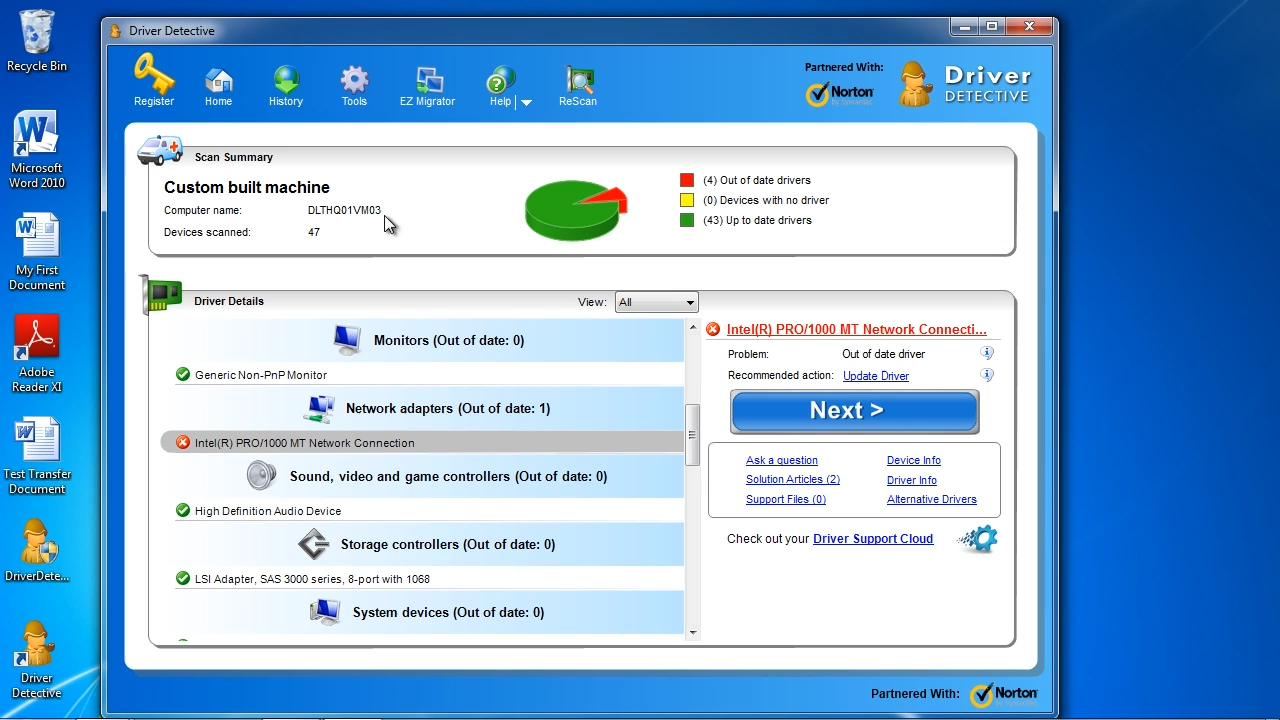 Recycle Bin
Microsoft
Word 2010
My First
Document
Adobe
Reader XI
Test Transfer
Document
DriverDete...
Driver
Detective
Driver Detective
Register
Home
History
Tools
EZ Migrator
Help
ReScan
Partnered With:
Norton
by Symantec
Driver
DETECTIVE
Scan Summary
Custom built machine
Computer name: DLTHQ01VM03
Devices scanned: 47
(4) Out of date drivers
(0) Devices with no driver
(43) Up to date drivers
Driver Details
View: All
Monitors (Out of date: 0)
Generic Non-PnP Monitor
Network adapters (Out of date: 1)
Intel(R) PRO/1000 MT Network Connection
Sound, video and game controllers (Out of date: 0)
High Definition Audio Device
Storage controllers (Out of date: 0)
LSI Adapter, SAS 3000 series, 8-port with 1068
System devices (Out of date: 0)
Intel(R) PRO/1000 MT Network Connecti...
Problem: Out of date driver
Recommended action: Update Driver
Next >
Ask a question
Device Info
Solution Articles (2)
Driver Info
Support Files (0)
Alternative Drivers
Check out your Driver Support Cloud
Partnered With:
Norton